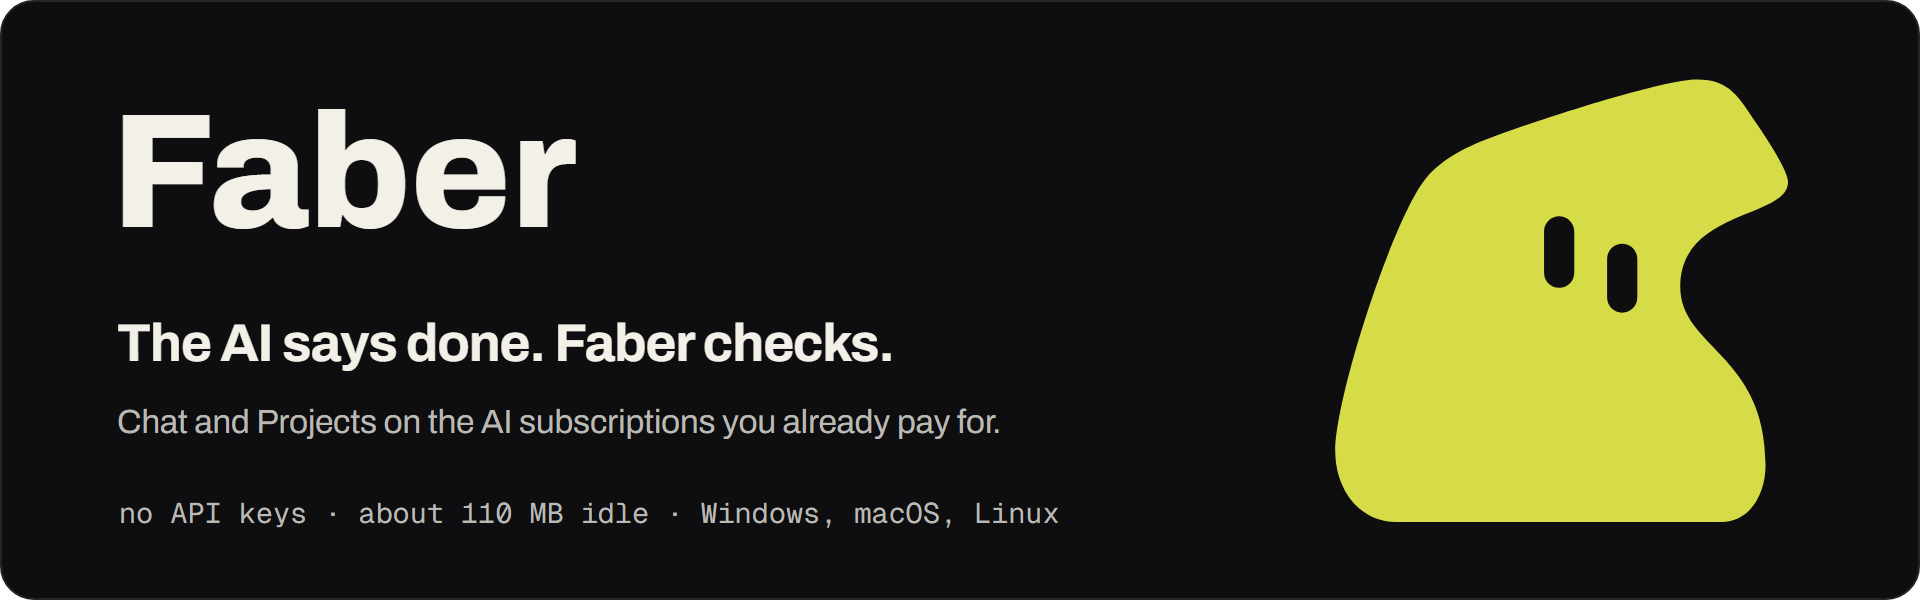 Faber
The AI says done. Faber checks.
Chat and Projects on the AI subscriptions you already pay for.
no API keys · about 110 MB idle · Windows, macOS, Linux